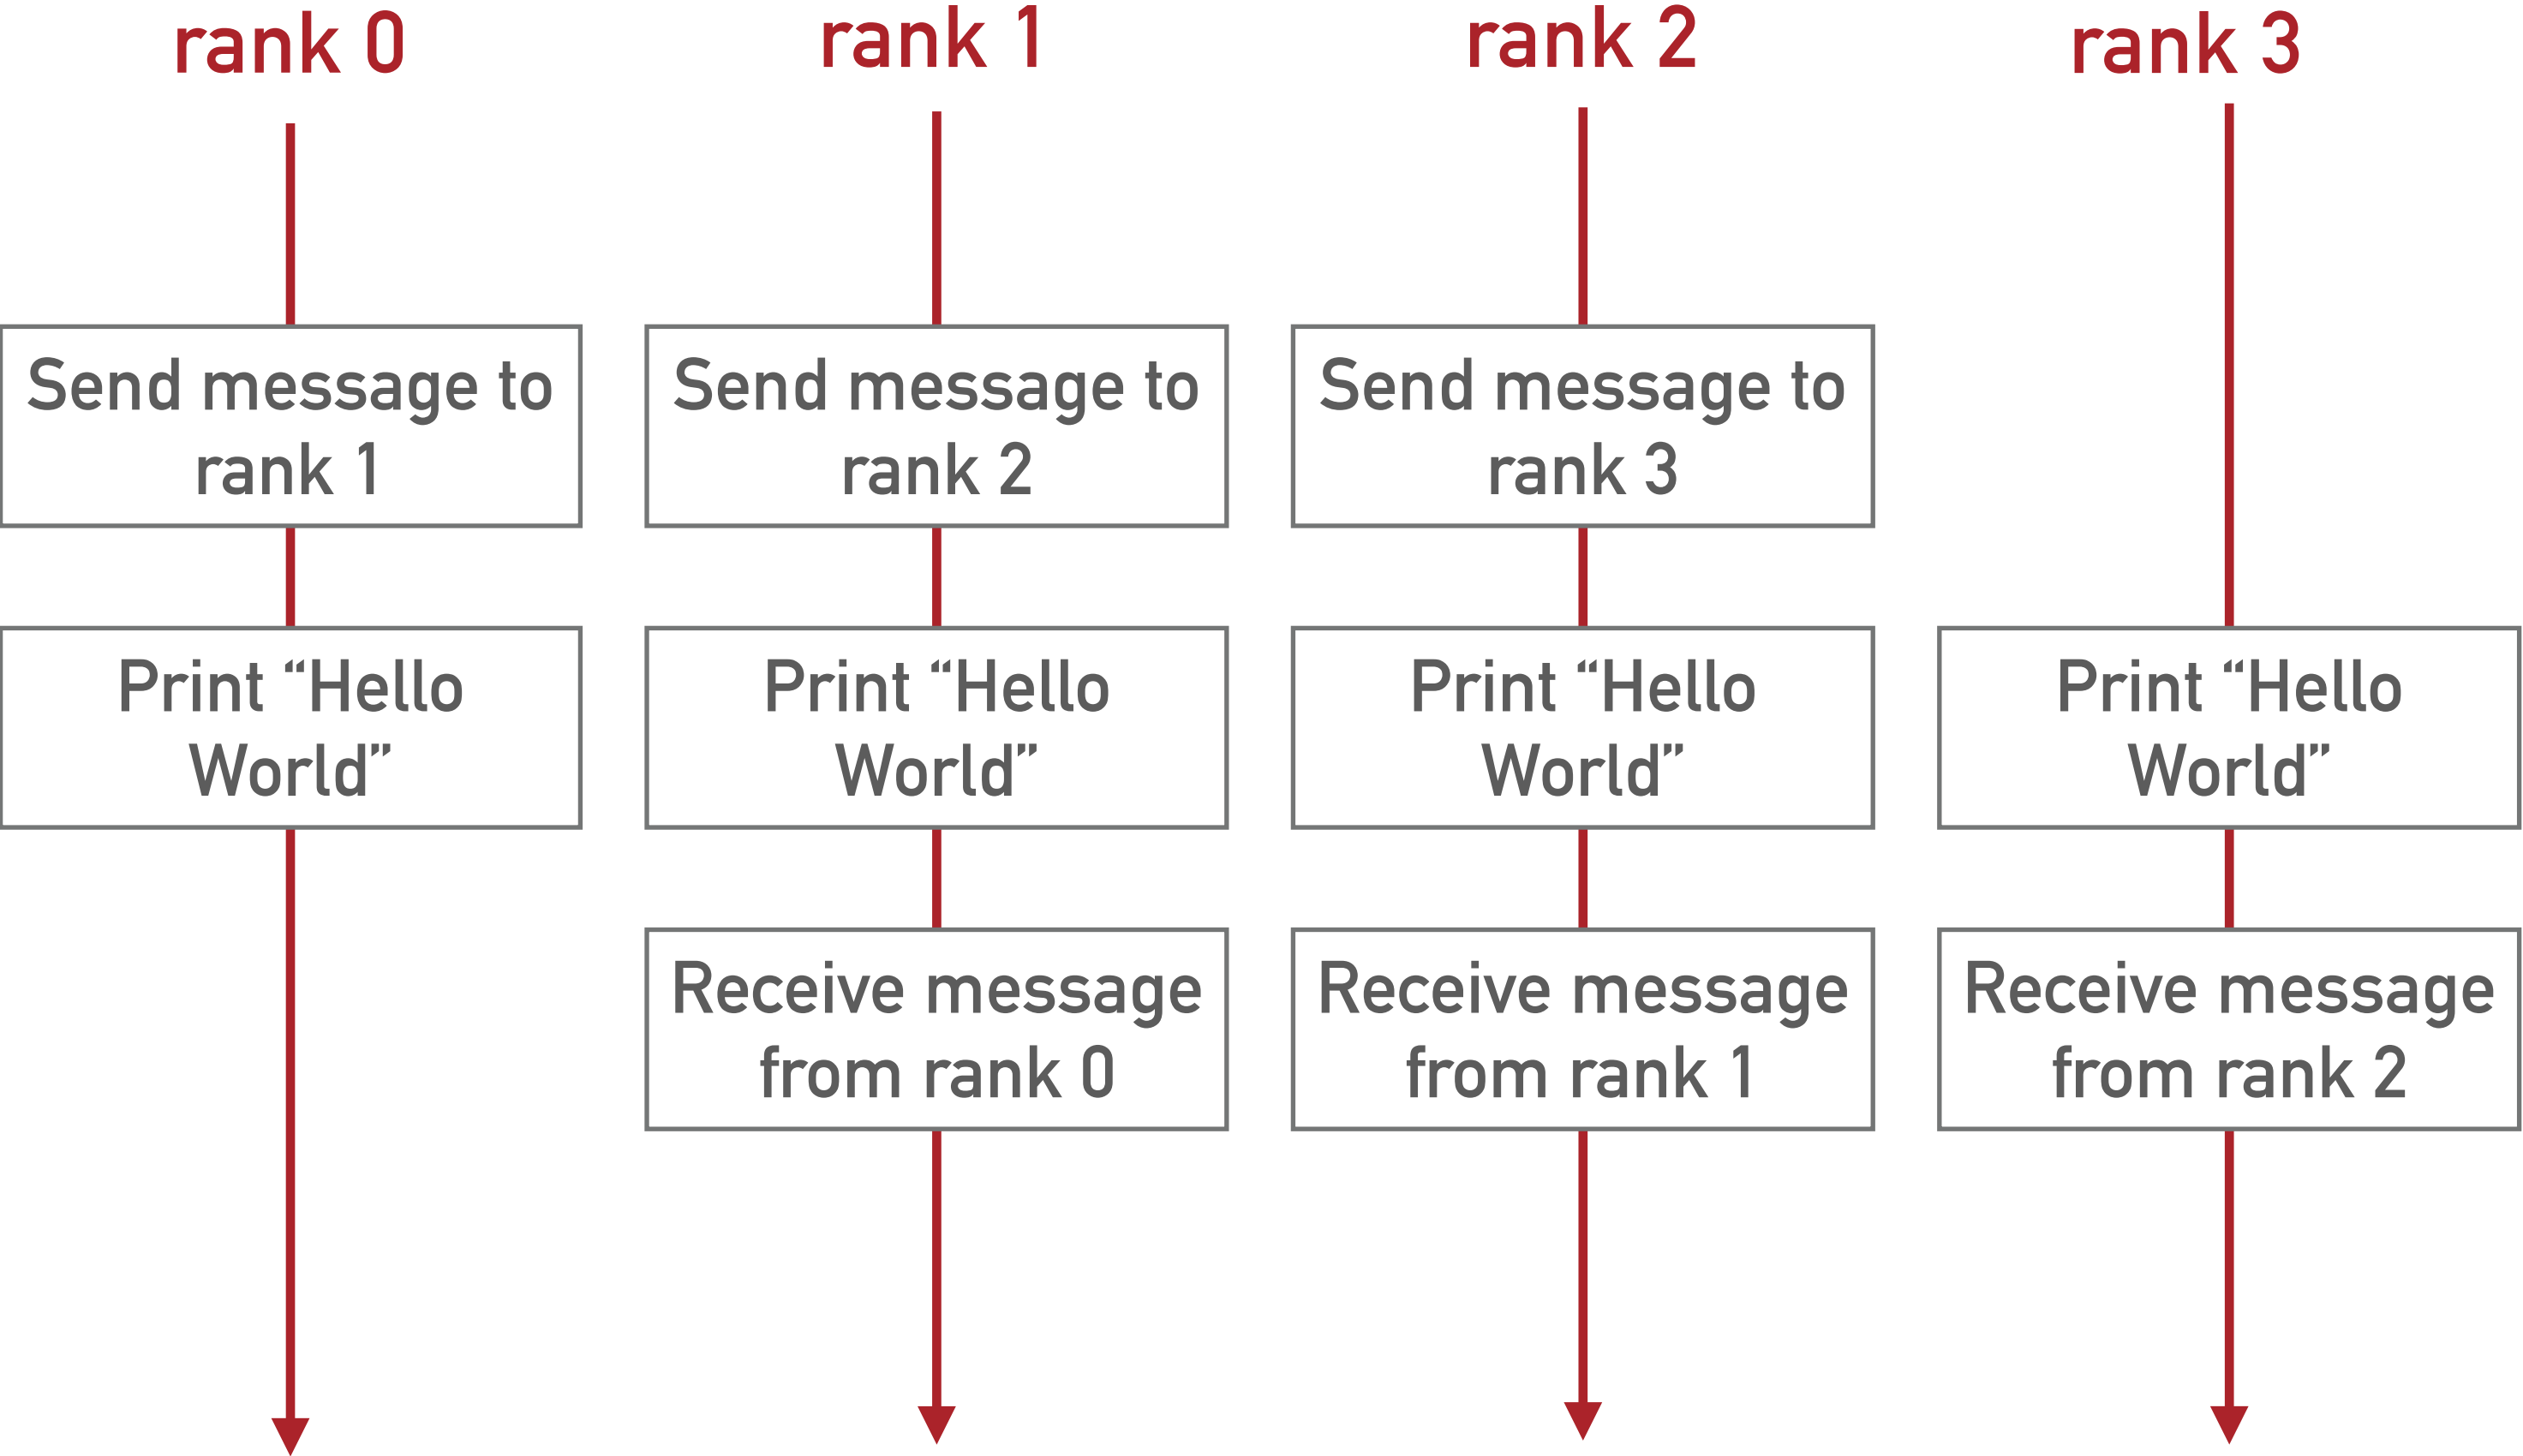 rank 0
rank 1
rank 2
rank 3
Send message to
rank 1
Send message to
rank 2
Send message to
rank 3
Print “Hello
World”
Print “Hello
World”
Print “Hello
World”
Print “Hello
World”
Receive message
from rank 0
Receive message
from rank 1
Receive message
from rank 2